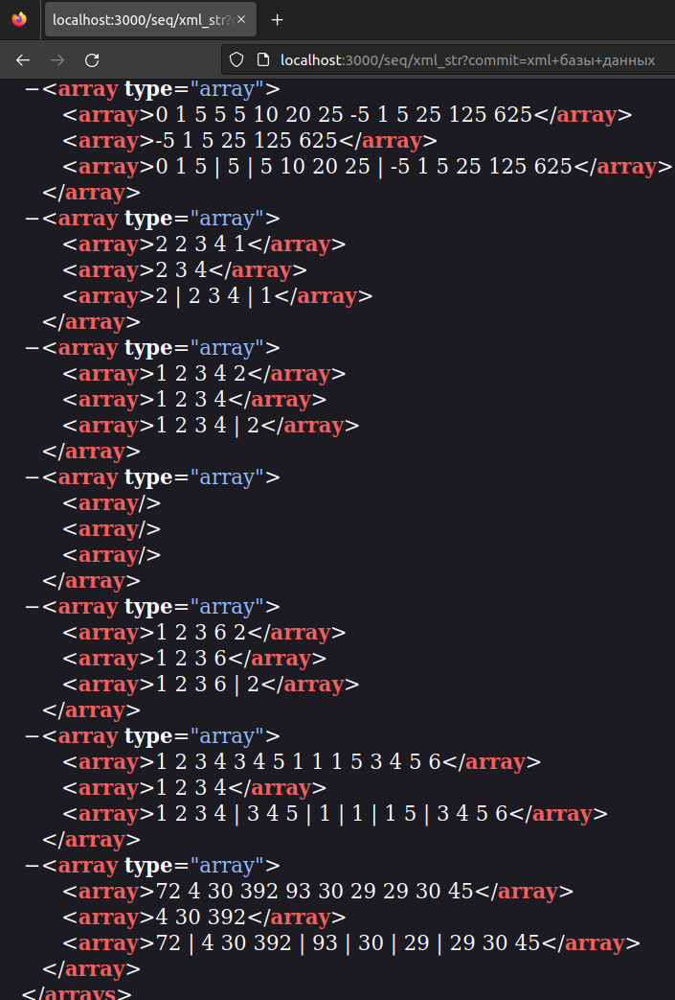 localhost:3000/seq/xml_str?
localhost:3000/seq/xml_str?commit=xml+базы+данных
−<array type="array">
<array>0 1 5 5 5 10 20 25 -5 1 5 25 125 625</array>
<array>-5 1 5 25 125 625</array>
<array>0 1 5 | 5 | 5 10 20 25 | -5 1 5 25 125 625</array>
</array>
−<array type="array">
<array>2 2 3 4 1</array>
<array>2 3 4</array>
<array>2 | 2 3 4 | 1</array>
</array>
−<array type="array">
<array>1 2 3 4 2</array>
<array>1 2 3 4</array>
<array>1 2 3 4 | 2</array>
</array>
−<array type="array">
<array/>
<array/>
<array/>
</array>
−<array type="array">
<array>1 2 3 6 2</array>
<array>1 2 3 6</array>
<array>1 2 3 6 | 2</array>
</array>
−<array type="array">
<array>1 2 3 4 3 4 5 1 1 1 5 3 4 5 6</array>
<array>1 2 3 4</array>
<array>1 2 3 4 | 3 4 5 | 1 | 1 | 1 5 | 3 4 5 6</array>
</array>
−<array type="array">
<array>72 4 30 392 93 30 29 29 30 45</array>
<array>4 30 392</array>
<array>72 | 4 30 392 | 93 | 30 | 29 | 29 30 45</array>
</array>
</arrays>